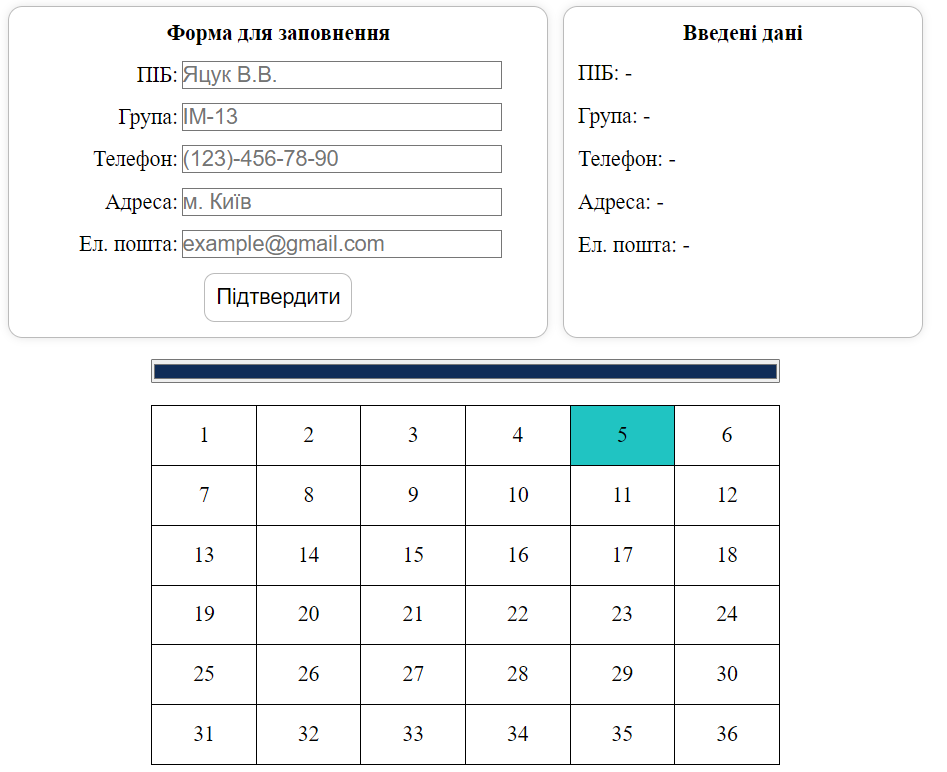 Форма для заповнення
ПІБ: Яцук В.В.
Група: ІМ-13
Телефон: (123)-456-78-90
Адреса: м. Київ
Ел. пошта: example@gmail.com
Підтвердити
Введені дані
ПІБ: -
Група: -
Телефон: -
Адреса: -
Ел. пошта: -
1 2 3 4 5 6
7 8 9 10 11 12
13 14 15 16 17 18
19 20 21 22 23 24
25 26 27 28 29 30
31 32 33 34 35 36